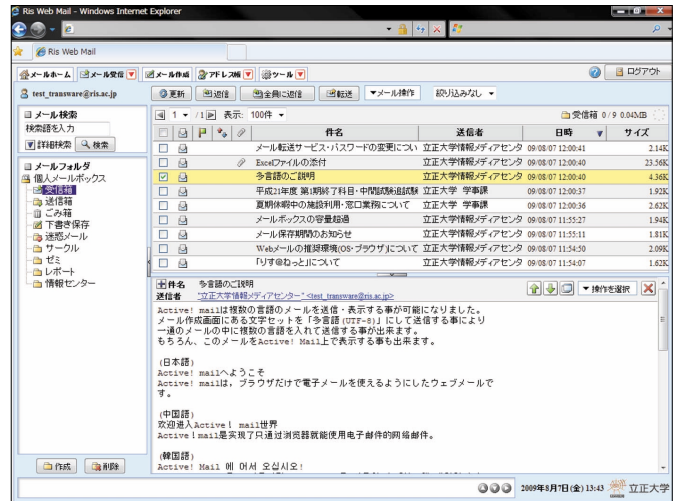 Ris Web Mail - Windows Internet Explorer
Ris Web Mail
メールホーム メール受信 メール作成 アドレス帳 ツール ログアウト
test_transware@ris.ac.jp 更新 返信 全員に返信 転送 メール操作 絞り込みなし
メール検索
検索語を入力
詳細検索 検索
メールフォルダ
個人メールボックス
受信箱
送信箱
ごみ箱
下書き保存
迷惑メール
サークル
ゼミ
レポート
情報センター
作成 削除
1 / 1 表示: 100件 受信箱 0 / 9 0.04MB
件名 送信者 日時 サイズ
メール転送サービス・パスワードの変更につい 立正大学情報メディアセンタ 09/08/07 12:00:41 2.14K
Excelファイルの添付 立正大学情報メディアセンタ 09/08/07 12:00:40 23.56K
多言語のご説明 立正大学情報メディアセンタ 09/08/07 12:00:40 4.36K
平成21年度 第1期終了科目・中間試験追試験 立正大学 学事課 09/08/07 12:00:37 1.92K
夏期休暇中の施設利用・窓口業務について 立正大学 学事課 09/08/07 12:00:36 2.62K
メールボックスの容量超過 立正大学情報メディアセンタ 09/08/07 11:55:27 1.94K
メール保存期間のお知らせ 立正大学情報メディアセンタ 09/08/07 11:55:11 1.81K
Webメールの推奨環境(OS・ブラウザ)について 立正大学情報メディアセンタ 09/08/07 11:54:50 2.09K
「りす@ねっと」について 立正大学情報メディアセンタ 09/08/07 11:54:07 1.62K
件名 多言語のご説明
送信者 "立正大学情報メディアセンター" <test_transware@ris.ac.jp> 操作を選択
Active! mailは複数の言語のメールを送信・表示する事が可能になりました。
メール作成画面にある文字セットを「多言語(UTF-8)」にして送信する事により
一通のメールの中に複数の言語を入れて送信する事が出来ます。
もちろん、このメールをActive! Mail上で表示する事も出来ます。
(日本語)
Active! mailへようこそ
Active! mailは，ブラウザだけで電子メールを使えるようにしたウェブメールで
す。
(中国語)
欢迎进入Active! mail世界
Active!mail是实现了只通过浏览器就能使用电子邮件的网络邮件。
(韓国語)
Active! Mail 에 어서 오십시오!
2009年8月7日(金) 13:43 立正大学